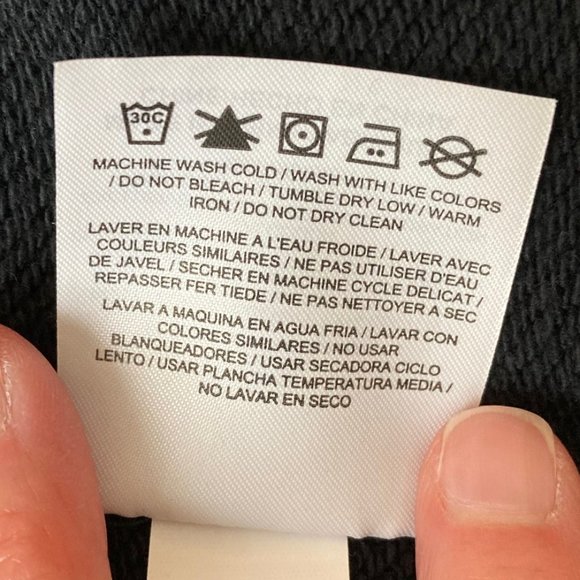 30C
MACHINE WASH COLD / WASH WITH LIKE COLORS
/ DO NOT BLEACH / TUMBLE DRY LOW / WARM
IRON / DO NOT DRY CLEAN
LAVER EN MACHINE A L'EAU FROIDE / LAVER AVEC
COULEURS SIMILAIRES / NE PAS UTILISER D'EAU
DE JAVEL / SECHER EN MACHINE CYCLE DELICAT /
REPASSER FER TIEDE / NE PAS NETTOYER A SEC
LAVAR A MAQUINA EN AGUA FRIA / LAVAR CON
COLORES SIMILARES / NO USAR
BLANQUEADORES / USAR SECADORA CICLO
LENTO / USAR PLANCHA TEMPERATURA MEDIA /
NO LAVAR EN SECO